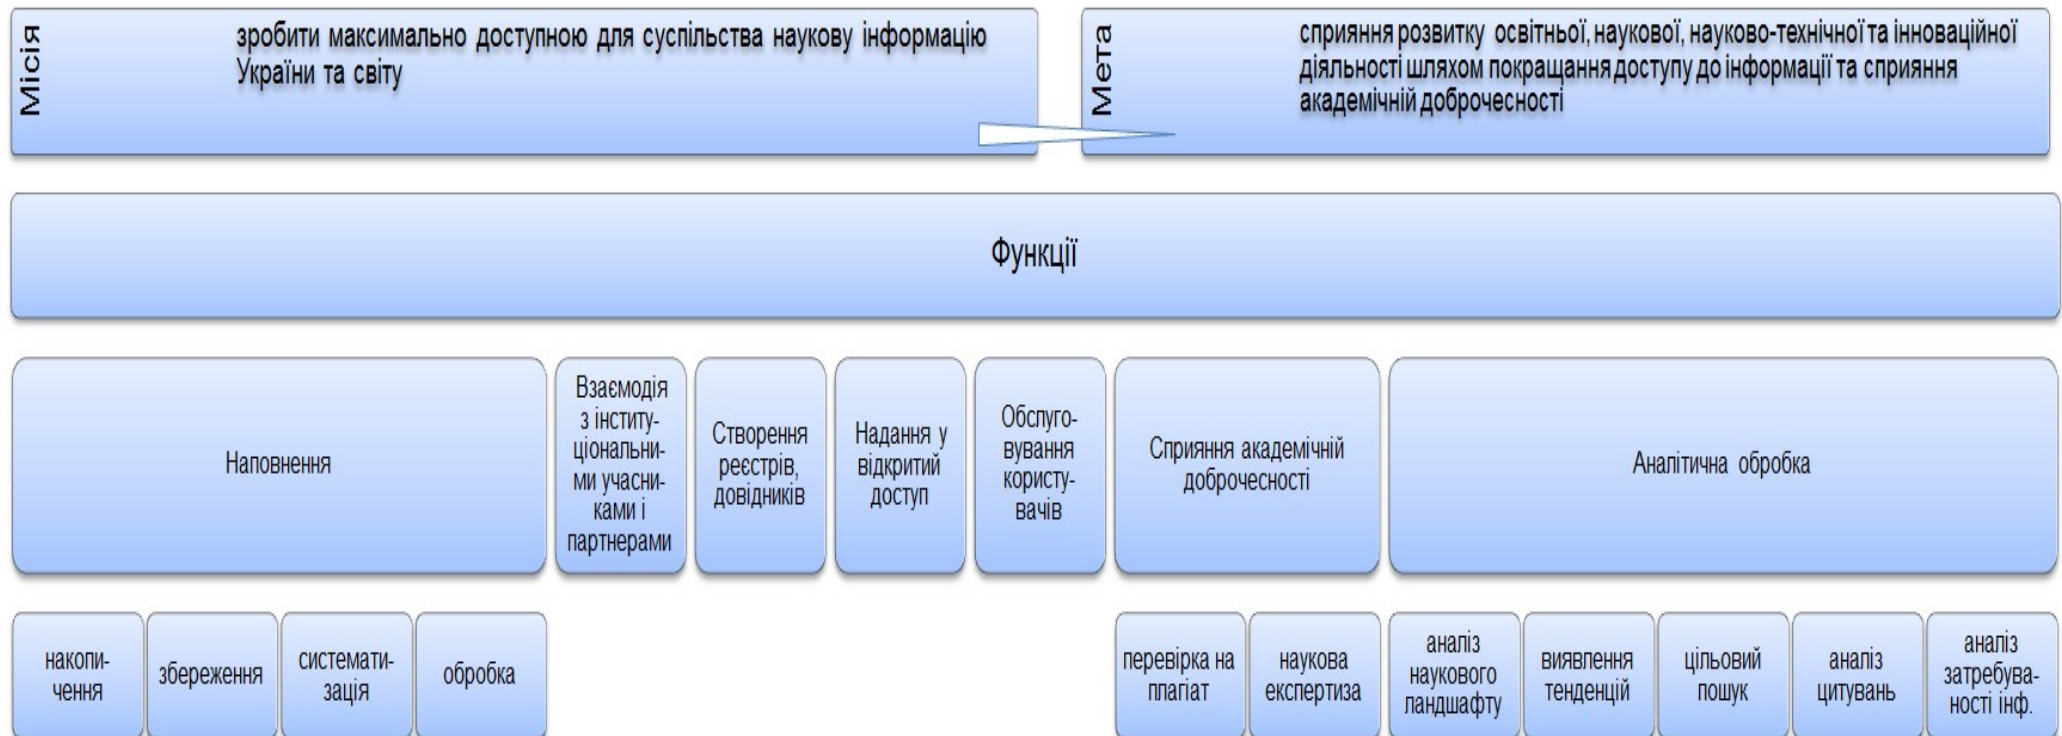 Місія
зробити максимально доступною для суспільства наукову інформацію
України та світу
Мета
сприяння розвитку освітньої, наукової, науково-технічної та інноваційної
діяльності шляхом покращання доступу до інформації та сприяння
академічній доброчесності
Функції
Наповнення
Взаємодія
з інститу-
ціональни-
ми учасни-
ками і
партнерами
Створення
реєстрів,
довідників
Надання у
відкритий
доступ
Обслуго-
вування
користу-
вачів
Сприяння академічній
доброчесності
Аналітична обробка
накопи-
чення
збереження
системати-
зація
обробка
перевірка на
плагіат
наукова
експертиза
аналіз
наукового
ландшафту
виявлення
тенденцій
цільовий
пошук
аналіз
цитувань
аналіз
затребува-
ності інф.